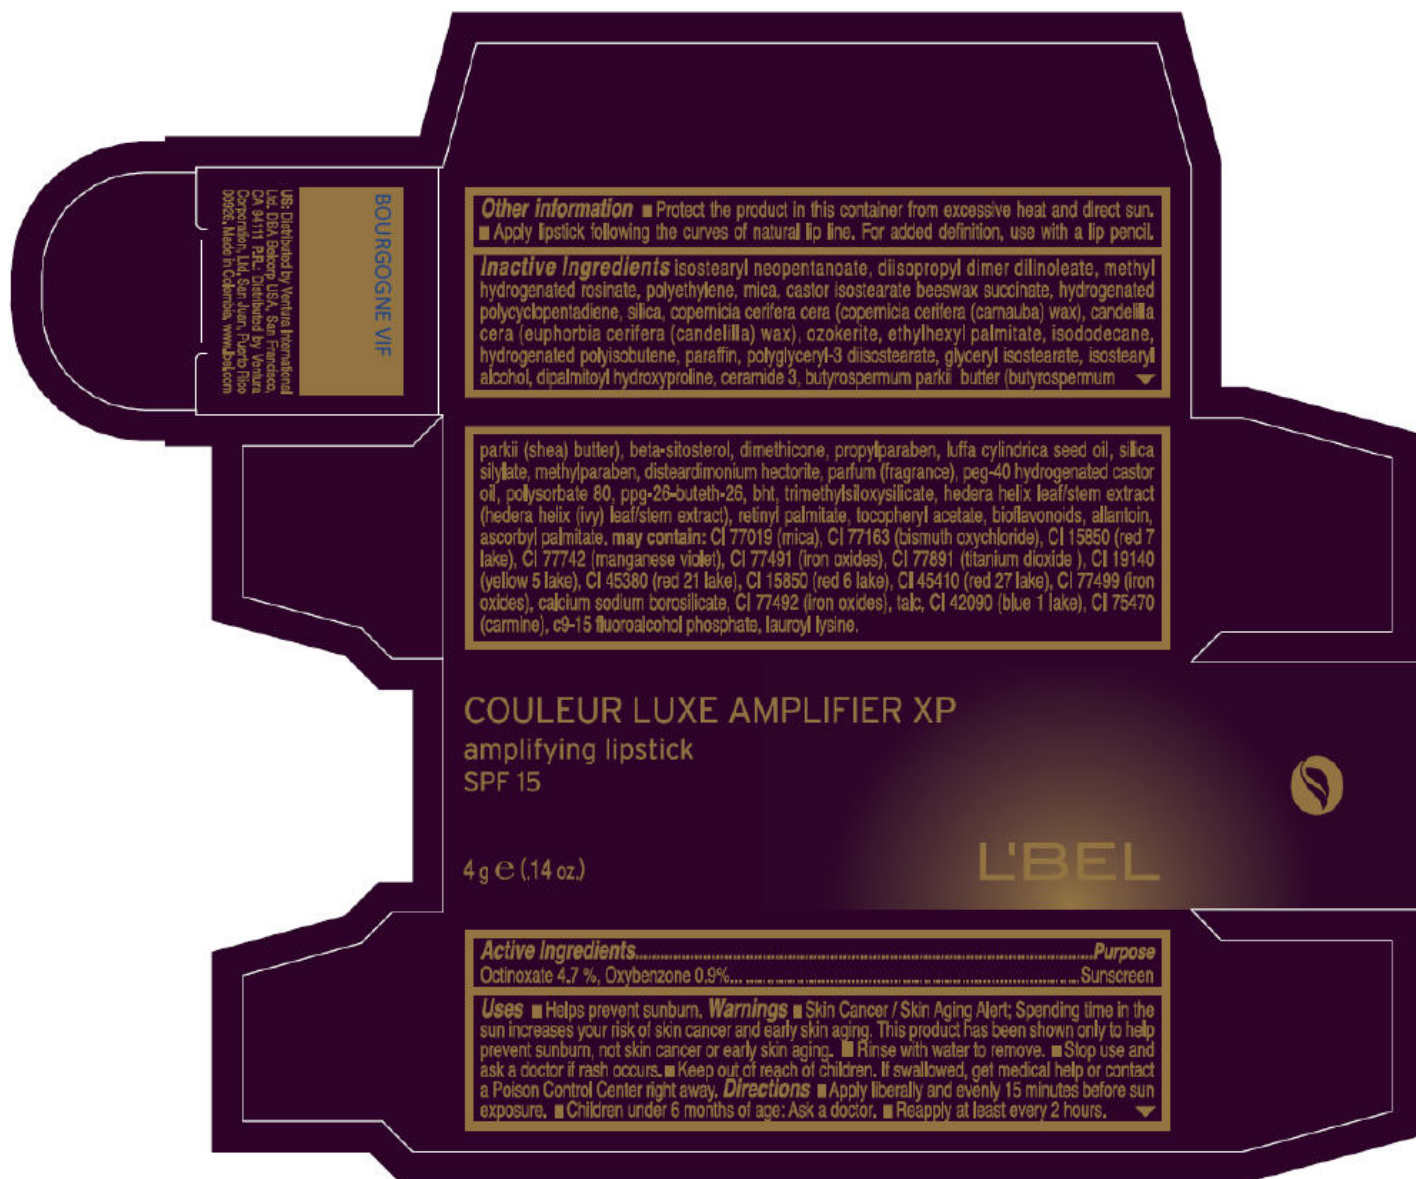 BOURGOGNE VIF
US: Distributed by Ventura International
Ltd. DBA Belcorp USA, San Francisco,
CA 94111 P.R.: Distributed by Ventura
Corporation, Ltd, San Juan, Puerto Rico
00926. Made in Colombia. www.lbel.com
Other information ■ Protect the product in this container from excessive heat and direct sun.
■ Apply lipstick following the curves of natural lip line. For added definition, use with a lip pencil.
Inactive Ingredients isostearyl neopentanoate, diisopropyl dimer dilinoleate, methyl
hydrogenated rosinate, polyethylene, mica, castor isostearate beeswax succinate, hydrogenated
polycyclopentadiene, silica, copernicia cerifera cera (copernicia cerifera (carnauba) wax), candelilla
cera (euphorbia cerifera (candelilla) wax), ozokerite, ethylhexyl palmitate, isododecane,
hydrogenated polyisobutene, paraffin, polyglyceryl-3 diisostearate, glyceryl isostearate, isostearyl
alcohol, dipalmitoyl hydroxyproline, ceramide 3, butyrospermum parkii butter (butyrospermum
parkii (shea) butter), beta-sitosterol, dimethicone, propylparaben, luffa cylindrica seed oil, silica
silylate, methylparaben, disteardimonium hectorite, parfum (fragrance), peg-40 hydrogenated castor
oil, polysorbate 80, ppg-26-buteth-26, bht, trimethylsiloxysilicate, hedera helix leaf/stem extract
(hedera helix (ivy) leaf/stem extract), retinyl palmitate, tocopheryl acetate, bioflavonoids, allantoin,
ascorbyl palmitate. may contain: CI 77019 (mica), CI 77163 (bismuth oxychloride), CI 15850 (red 7
lake), CI 77742 (manganese violet), CI 77491 (iron oxides), CI 77891 (titanium dioxide ), CI 19140
(yellow 5 lake), CI 45380 (red 21 lake), CI 15850 (red 6 lake), CI 45410 (red 27 lake), CI 77499 (iron
oxides), calcium sodium borosilicate, CI 77492 (iron oxides), talc, CI 42090 (blue 1 lake), CI 75470
(carmine), c9-15 fluoroalcohol phosphate, lauroyl lysine.
COULEUR LUXE AMPLIFIER XP
amplifying lipstick
SPF 15
4 g ℮ (.14 oz.)
L'BEL
Active Ingredients......Purpose
Octinoxate 4.7 %, Oxybenzone 0.9%......Sunscreen
Uses ■ Helps prevent sunburn. Warnings ■ Skin Cancer / Skin Aging Alert; Spending time in the
sun increases your risk of skin cancer and early skin aging. This product has been shown only to help
prevent sunburn, not skin cancer or early skin aging. ■ Rinse with water to remove. ■ Stop use and
ask a doctor if rash occurs. ■ Keep out of reach of children. If swallowed, get medical help or contact
a Poison Control Center right away. Directions ■ Apply liberally and evenly 15 minutes before sun
exposure. ■ Children under 6 months of age: Ask a doctor. ■ Reapply at least every 2 hours.